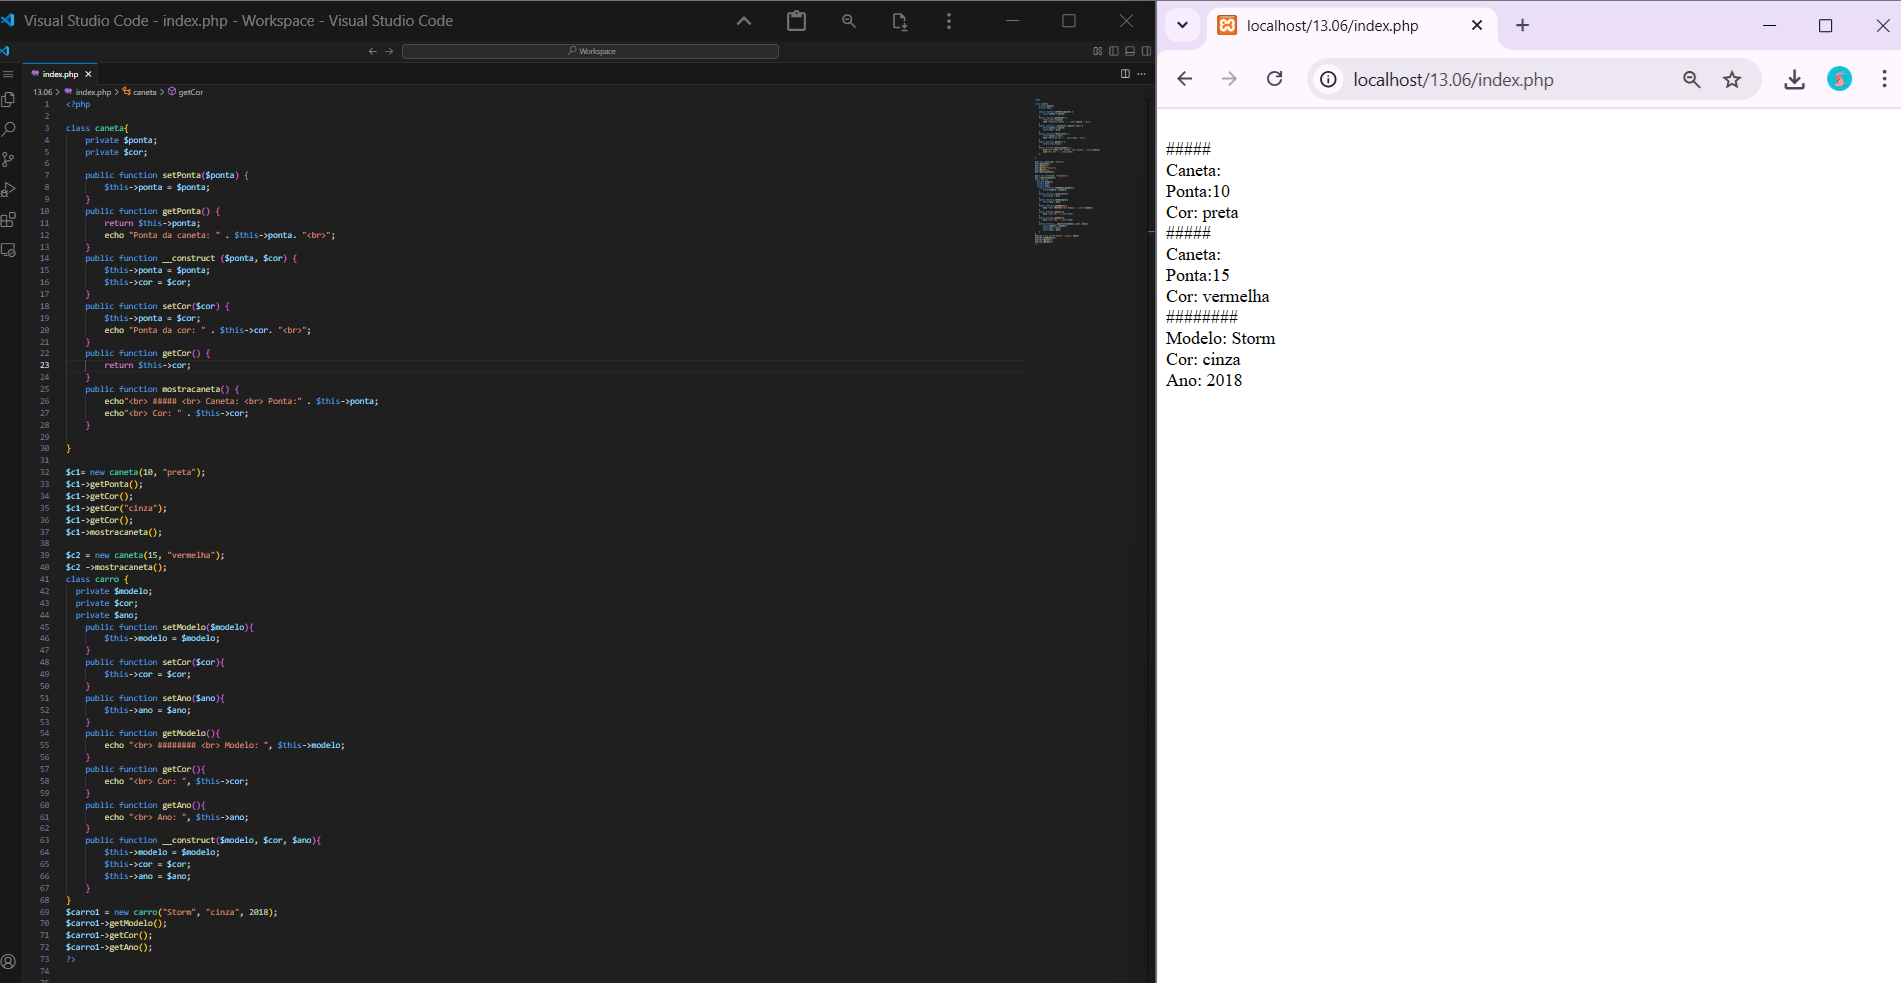 Visual Studio Code - index.php - Workspace - Visual Studio Code
Workspace
index.php
13.06 > index.php > caneta > getCor
1 <?php
2
3 class caneta{
4 private $ponta;
5 private $cor;
6
7 public function setPonta($ponta) {
8 $this->ponta = $ponta;
9 }
10 public function getPonta() {
11 return $this->ponta;
12 echo "Ponta da caneta: " . $this->ponta. "<br>";
13 }
14 public function __construct ($ponta, $cor) {
15 $this->ponta = $ponta;
16 $this->cor = $cor;
17 }
18 public function setCor($cor) {
19 $this->ponta = $cor;
20 echo "Ponta da cor: " . $this->cor. "<br>";
21 }
22 public function getCor() {
23 return $this->cor;
24 }
25 public function mostracaneta() {
26 echo"<br> ##### <br> Caneta: <br> Ponta:" . $this->ponta;
27 echo"<br> Cor: " . $this->cor;
28 }
29
30 }
31
32 $c1= new caneta(10, "preta");
33 $c1->getPonta();
34 $c1->getCor();
35 $c1->getCor("cinza");
36 $c1->getCor();
37 $c1->mostracaneta();
38
39 $c2 = new caneta(15, "vermelha");
40 $c2 ->mostracaneta();
41 class carro {
42 private $modelo;
43 private $cor;
44 private $ano;
45 public function setModelo($modelo){
46 $this->modelo = $modelo;
47 }
48 public function setCor($cor){
49 $this->cor = $cor;
50 }
51 public function setAno($ano){
52 $this->ano = $ano;
53 }
54 public function getModelo(){
55 echo "<br> ######## <br> Modelo: ", $this->modelo;
56 }
57 public function getCor(){
58 echo "<br> Cor: ", $this->cor;
59 }
60 public function getAno(){
61 echo "<br> Ano: ", $this->ano;
62 }
63 public function __construct($modelo, $cor, $ano){
64 $this->modelo = $modelo;
65 $this->cor = $cor;
66 $this->ano = $ano;
67 }
68 }
69 $carro1 = new carro("Storm", "cinza", 2018);
70 $carro1->getModelo();
71 $carro1->getCor();
72 $carro1->getAno();
73 ?>
74
localhost/13.06/index.php
localhost/13.06/index.php
#####
Caneta:
Ponta:10
Cor: preta
#####
Caneta:
Ponta:15
Cor: vermelha
########
Modelo: Storm
Cor: cinza
Ano: 2018